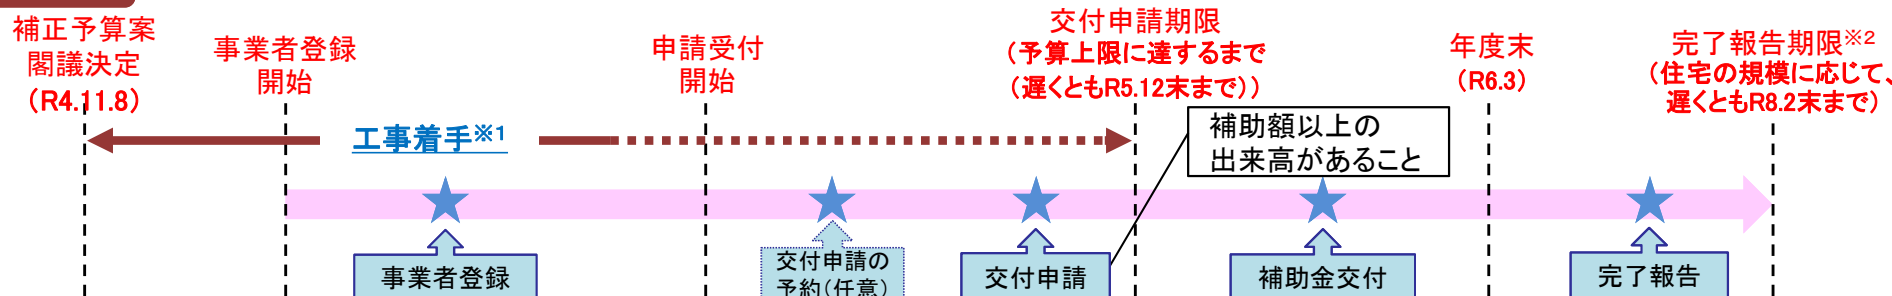 補正予算案
閣議決定
（R4.11.8）
事業者登録
開始
申請受付
開始
交付申請期限
（予算上限に達するまで
（遅くともR5.12末まで））
年度末
（R6.3）
完了報告期限※2
（住宅の規模に応じて、
遅くともR8.2末まで）
工事着手※1
補助額以上の
出来高があること
事業者登録
交付申請の
予約（任意）
交付申請
補助金交付
完了報告